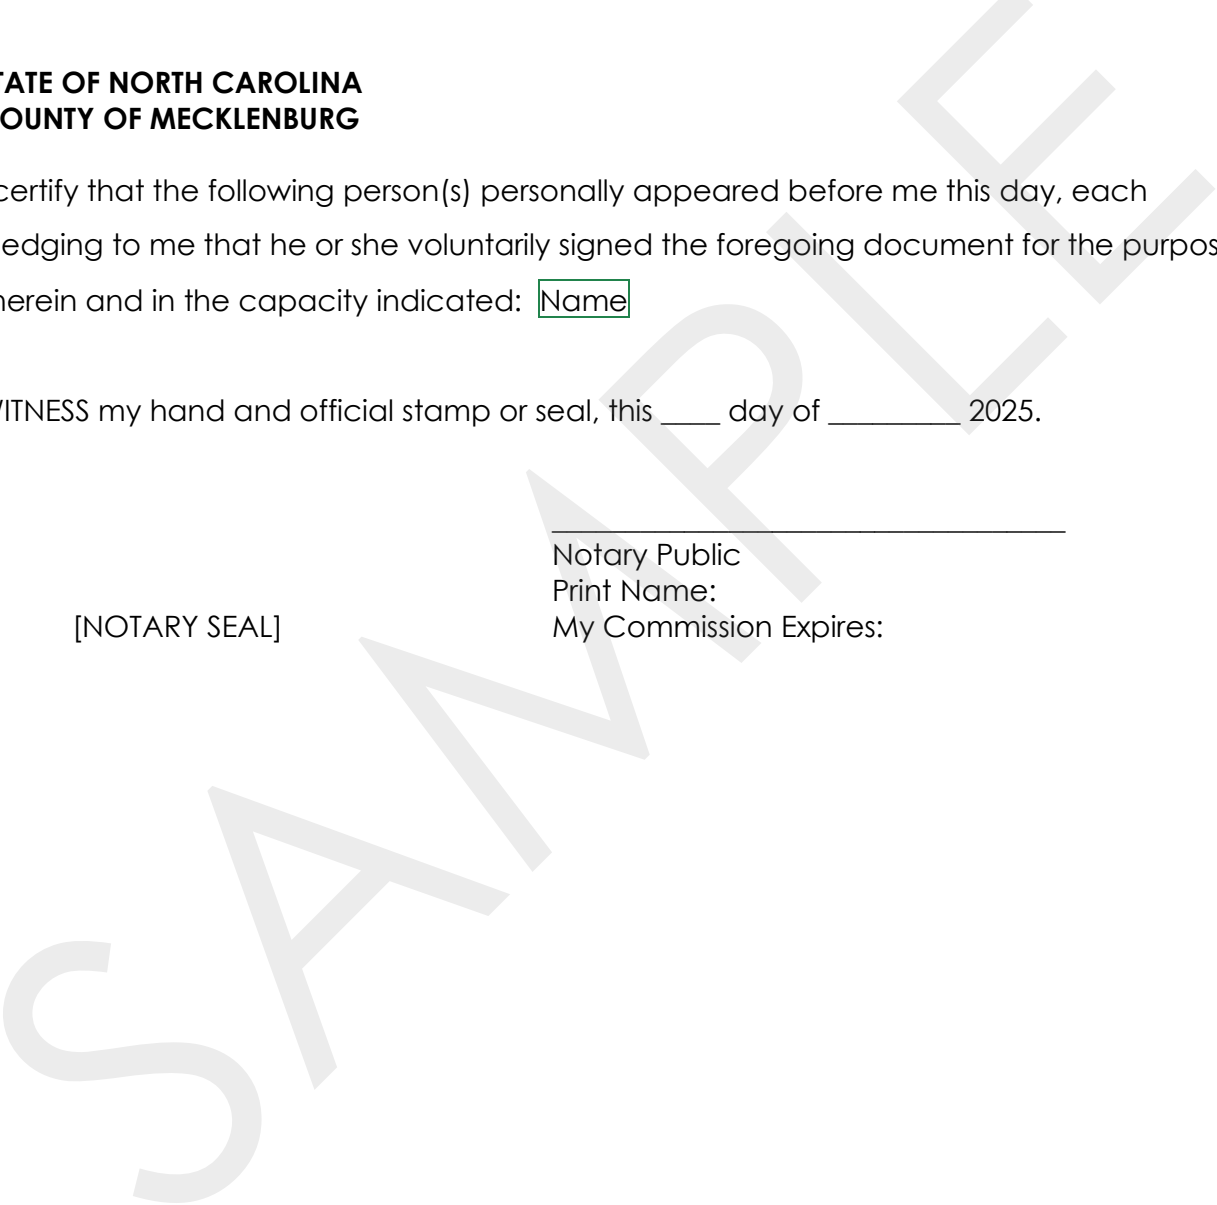 TATE OF NORTH CAROLINA
OUNTY OF MECKLENBURG
certify that the following person(s) personally appeared before me this day, each
edging to me that he or she voluntarily signed the foregoing document for the purpos
herein and in the capacity indicated: Name
WITNESS my hand and official stamp or seal, this ____ day of _________ 2025.
___________________________________
Notary Public
Print Name:
[NOTARY SEAL] My Commission Expires:
SAMPLE